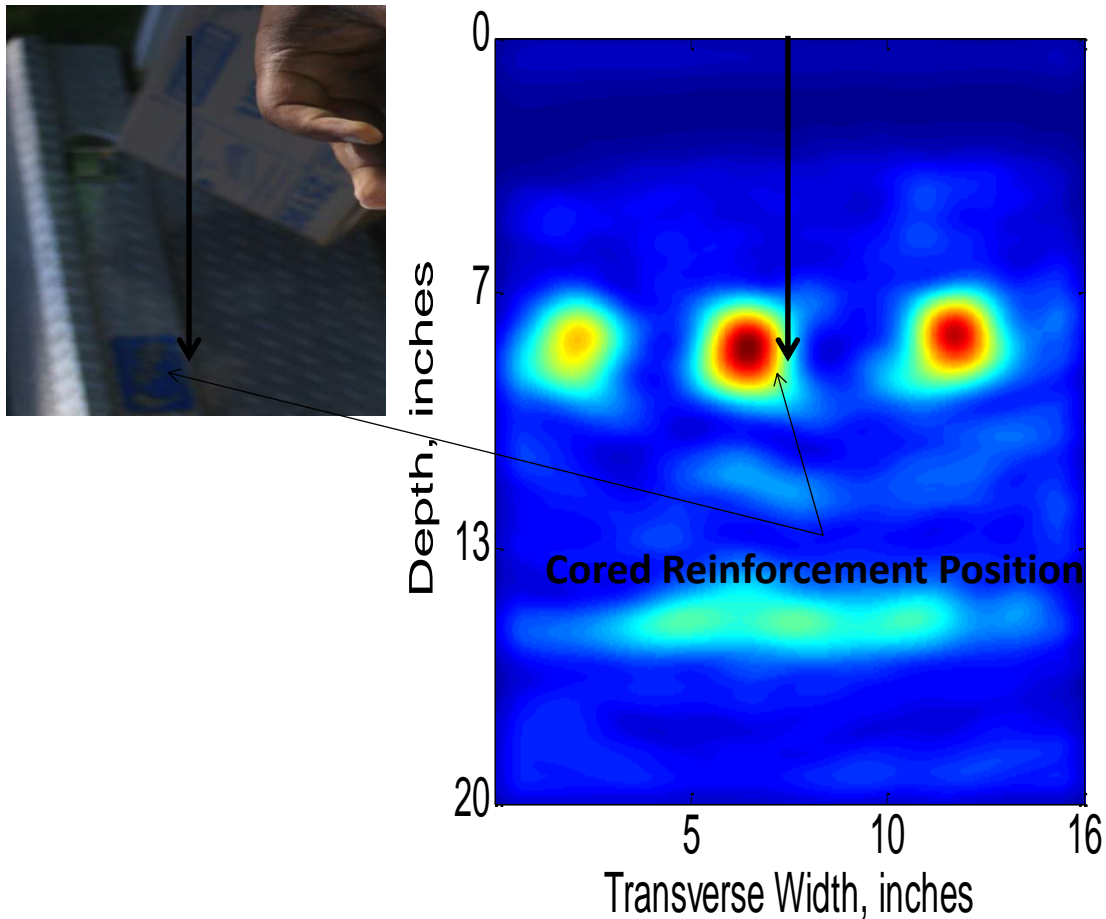 0
7
13
20
Depth, inches
Cored Reinforcement Position
5
10
16
Transverse Width, inches